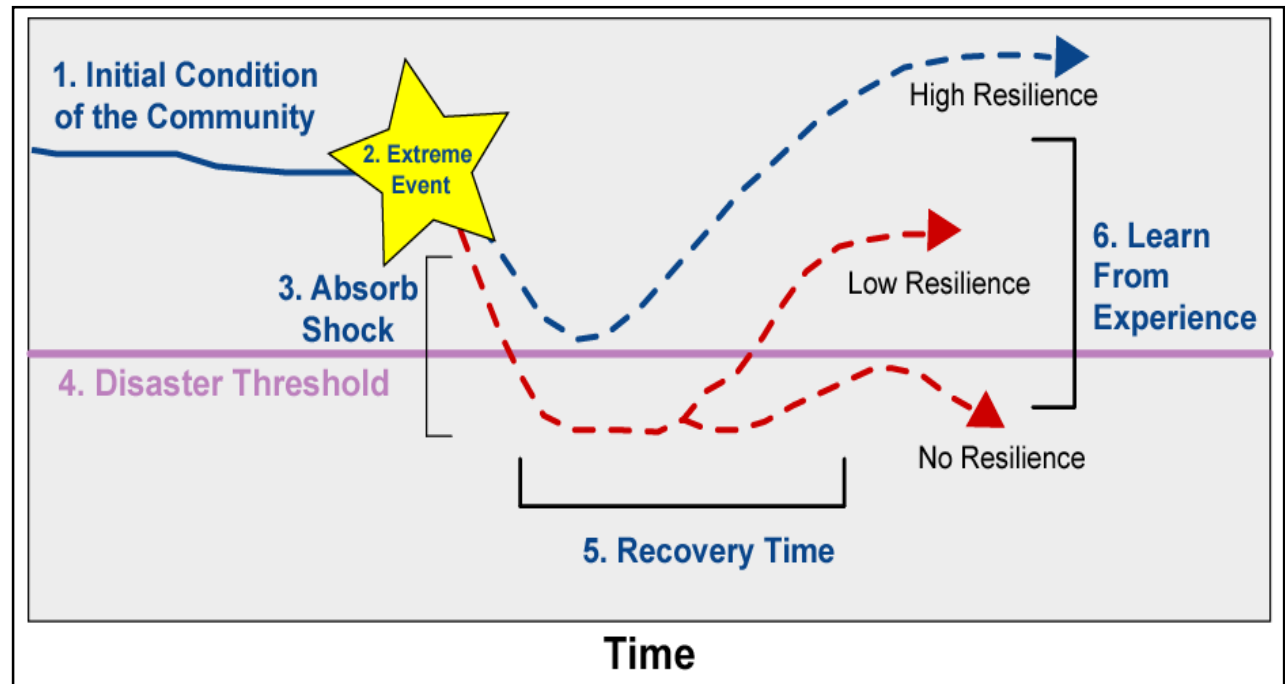 1. Initial Condition
of the Community
2. Extreme
Event
High Resilience
3. Absorb
Shock
Low Resilience
6. Learn
From
Experience
4. Disaster Threshold
No Resilience
5. Recovery Time
Time